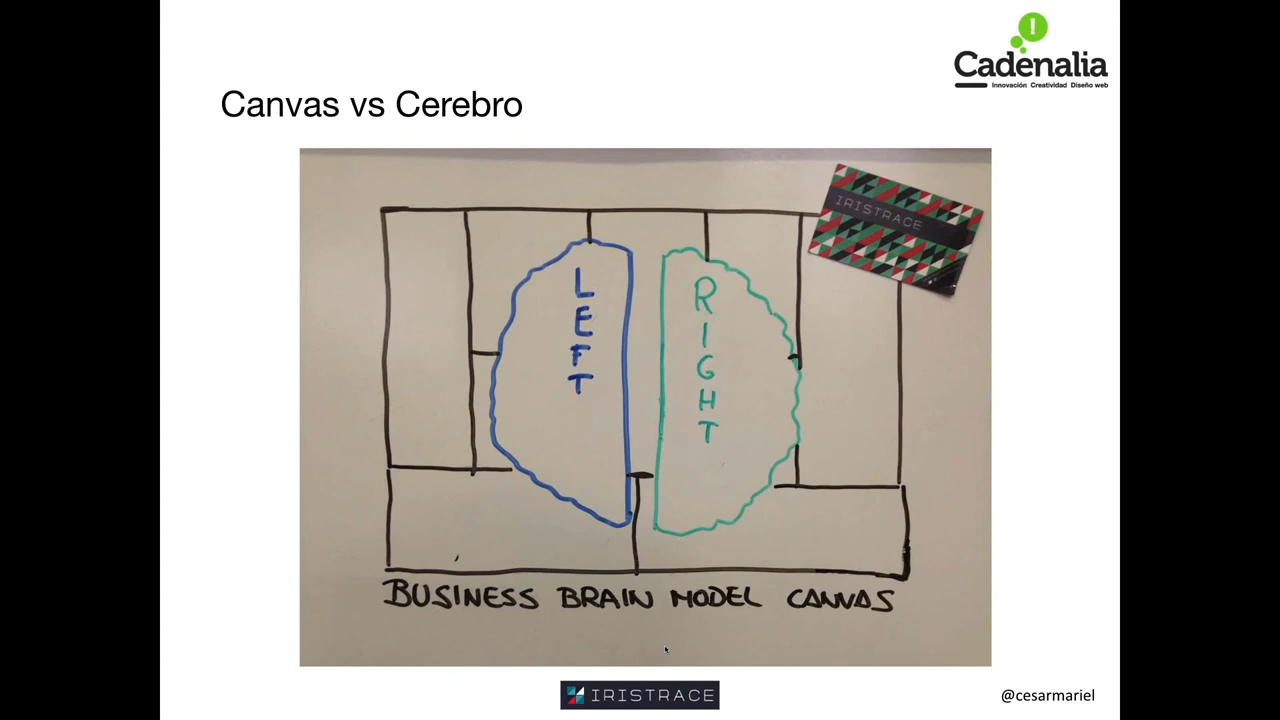 !
Cadenalia
Innovación Creatividad Diseño web
Canvas vs Cerebro
IRISTRACE
LEFT
RIGHT
BUSINESS BRAIN MODEL CANVAS
IRISTRACE
@cesarmariel